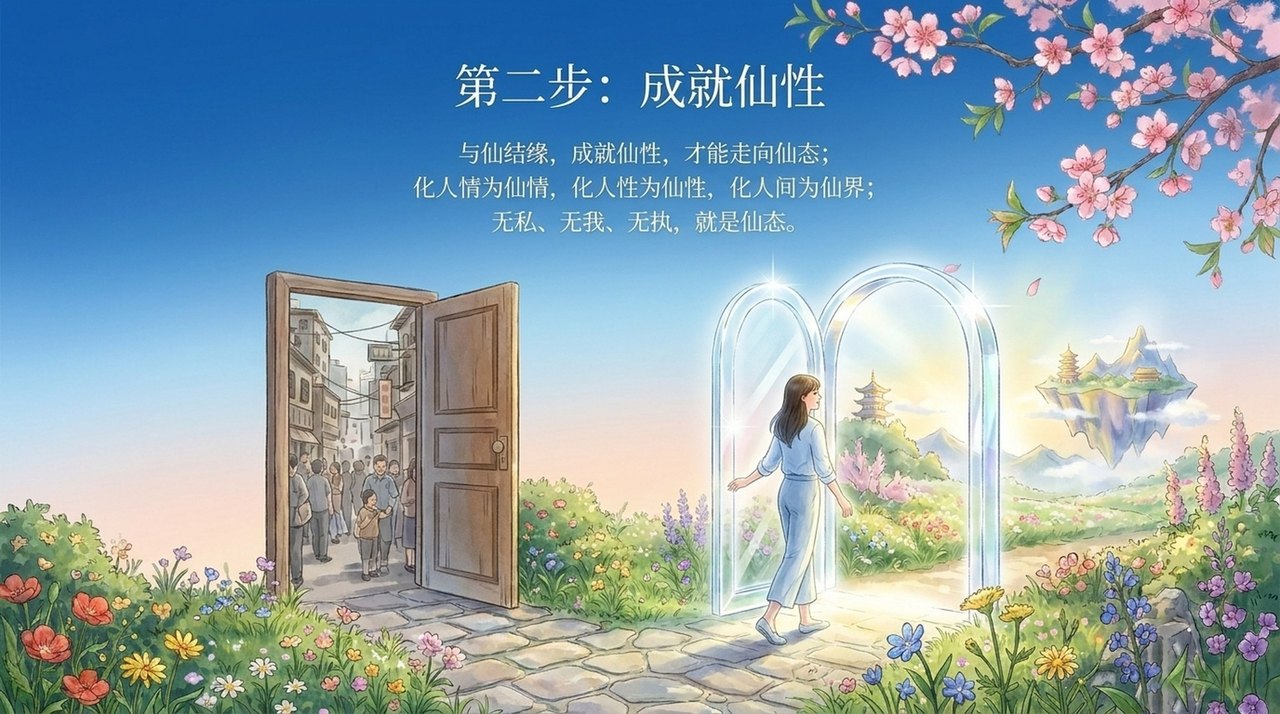 第二步：成就仙性
与仙结缘，成就仙性，才能走向仙态；
化人情为仙情，化人性为仙性，化人间为仙界；
无私、无我、无执，就是仙态。